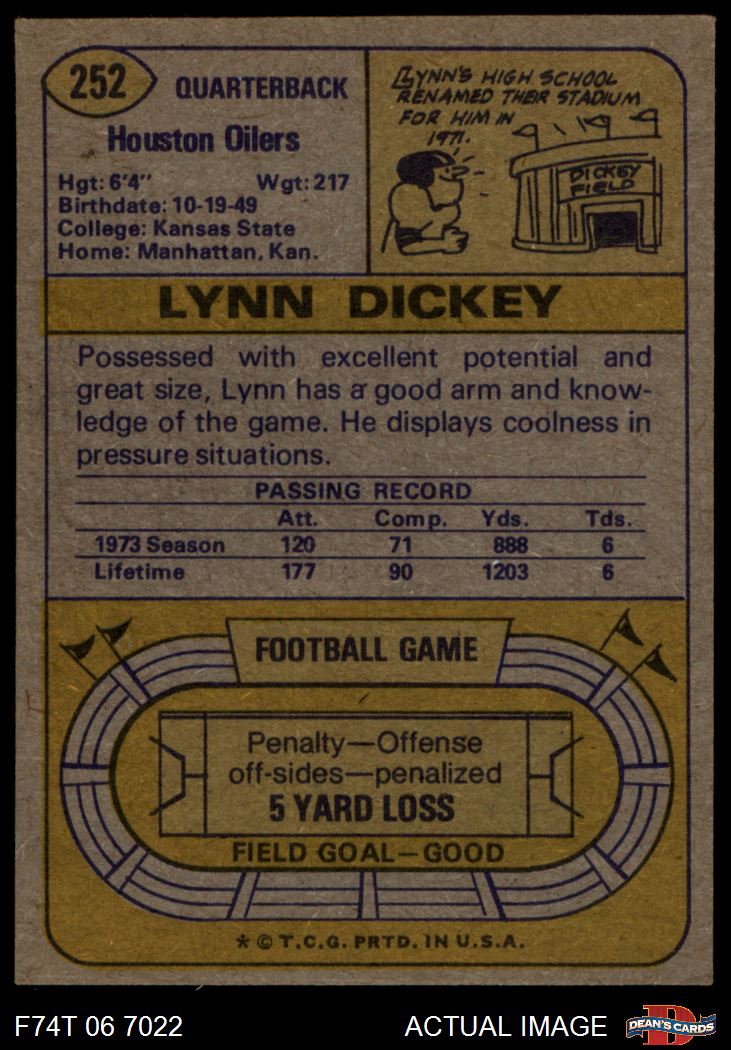 252
QUARTERBACK
Houston Oilers
Hgt: 6'4" Wgt: 217
Birthdate: 10-19-49
College: Kansas State
Home: Manhattan, Kan.
LYNN'S HIGH SCHOOL
RENAMED THEIR STADIUM
FOR HIM IN
1971.
DICKEY
FIELD
LYNN DICKEY
Possessed with excellent potential and
great size, Lynn has a good arm and know-
ledge of the game. He displays coolness in
pressure situations.
PASSING RECORD
Att. Comp. Yds. Tds.
1973 Season 120 71 888 6
Lifetime 177 90 1203 6
FOOTBALL GAME
Penalty—Offense
off-sides—penalized
5 YARD LOSS
FIELD GOAL—GOOD
* © T.C.G. PRTD. IN U.S.A.
F74T 06 7022 ACTUAL IMAGE
DEAN'S CARDS